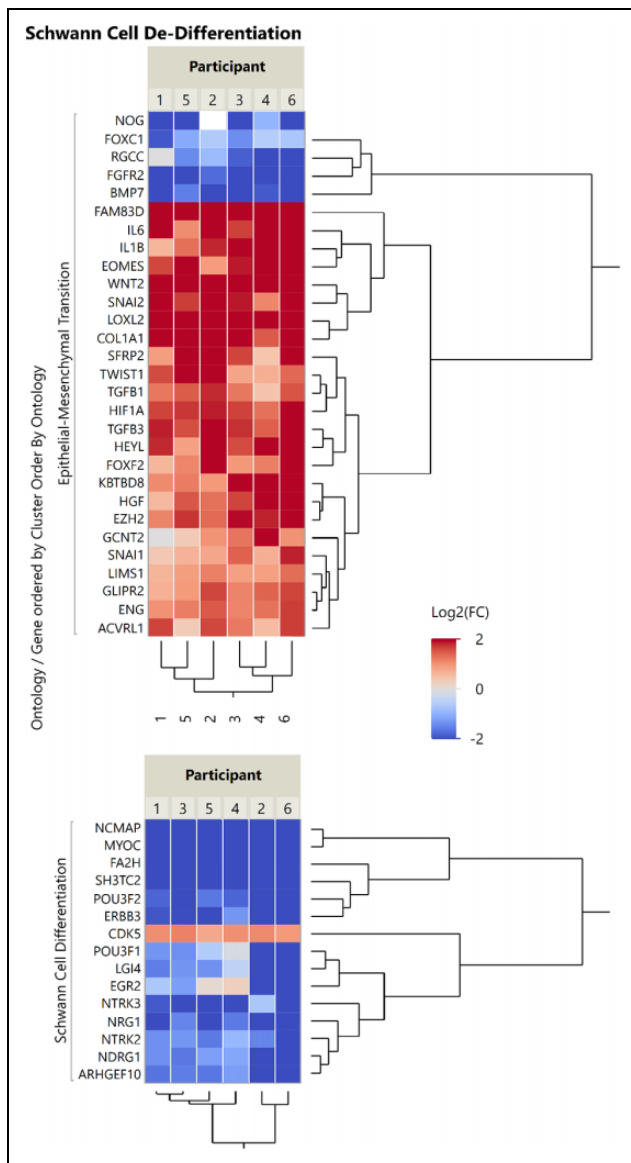 Schwann Cell De-Differentiation
Participant
1 5 2 3 4 6
Ontology / Gene ordered by Cluster Order By Ontology
Epithelial-Mesenchymal Transition
NOG
FOXC1
RGCC
FGFR2
BMP7
FAM83D
IL6
IL1B
EOMES
WNT2
SNAI2
LOXL2
COL1A1
SFRP2
TWIST1
TGFB1
HIF1A
TGFB3
HEYL
FOXF2
KBTBD8
HGF
EZH2
GCNT2
SNAI1
LIMS1
GLIPR2
ENG
ACVRL1
1 5 2 3 4 6
Log2(FC)
2
0
-2
Participant
1 3 5 4 2 6
Schwann Cell Differentiation
NCMAP
MYOC
FA2H
SH3TC2
POU3F2
ERBB3
CDK5
POU3F1
LGI4
EGR2
NTRK3
NRG1
NTRK2
NDRG1
ARHGEF10